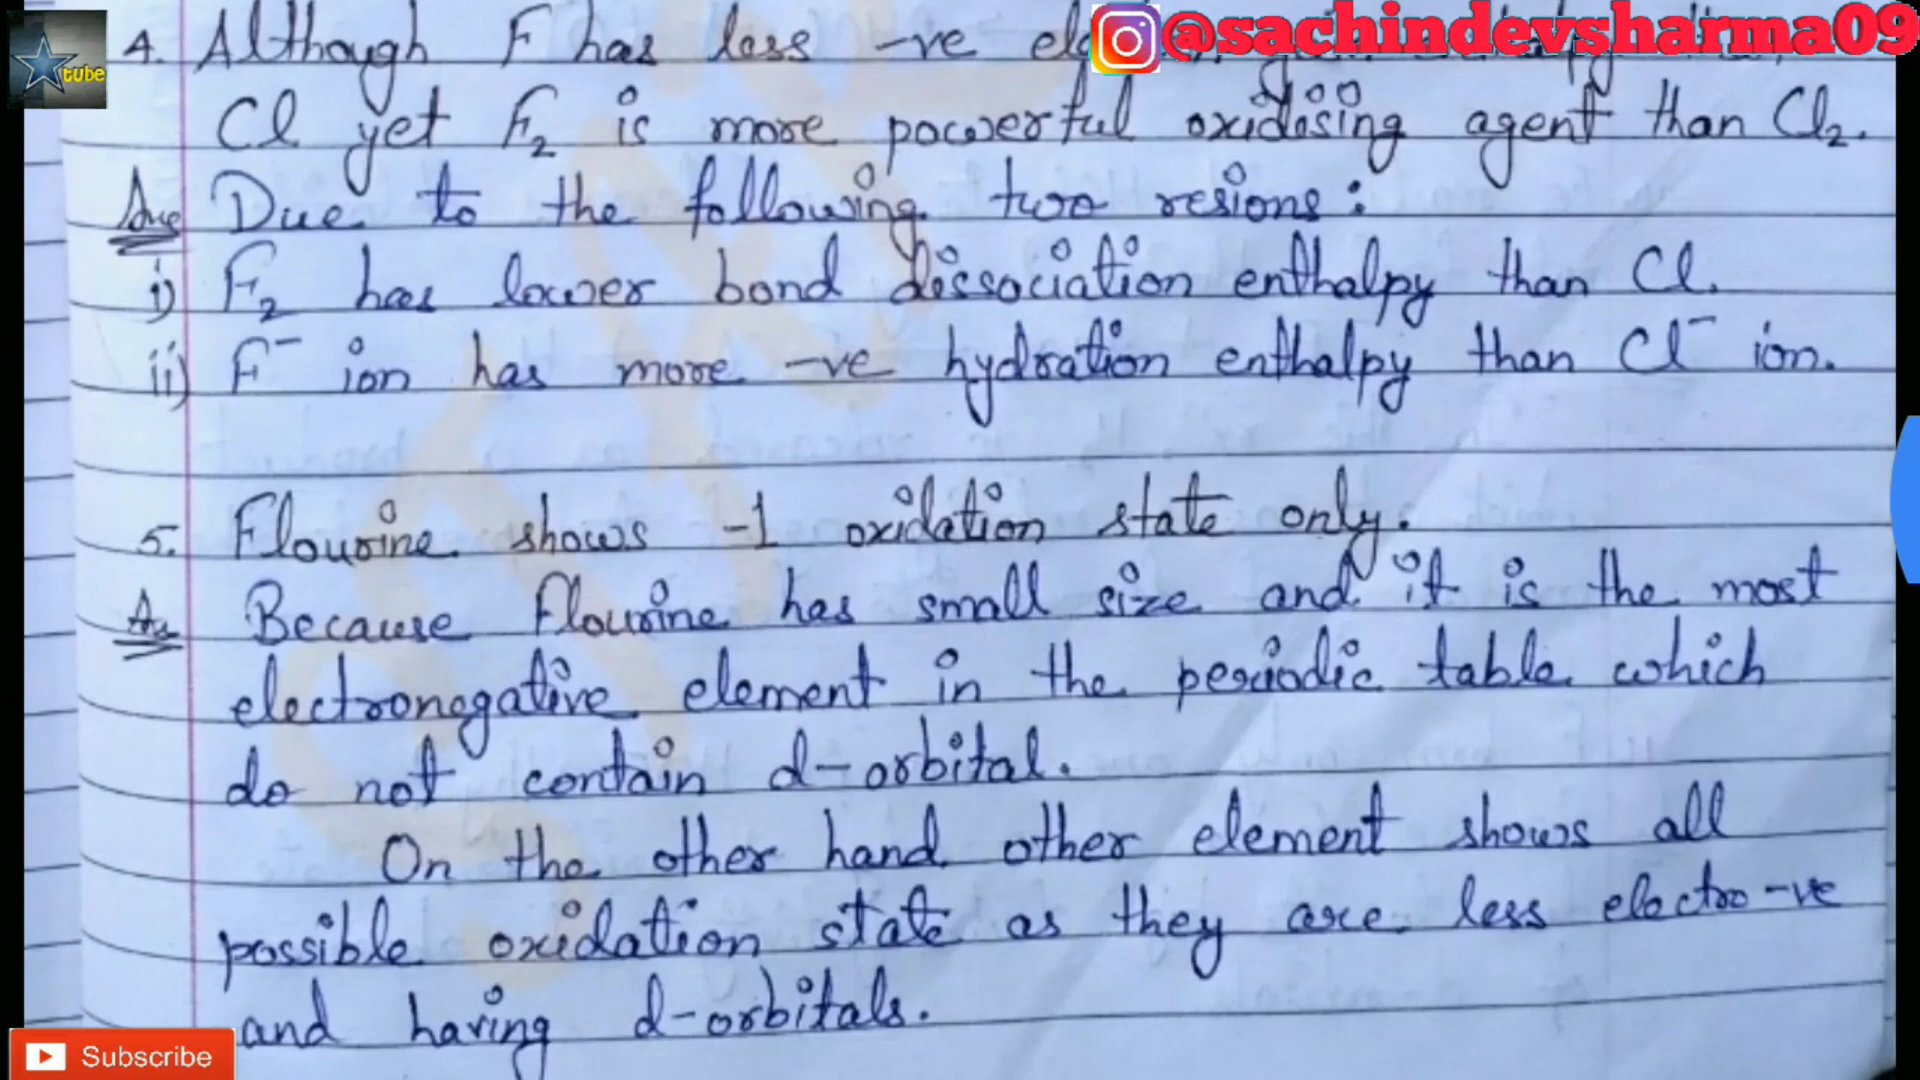 tube
@sachindevsharma09
4. Although F has less -ve
Cl yet F₂ is more powerful oxidising agent than Cl₂.
Ans Due to the following two resions:
i) F₂ has lower bond dissociation enthalpy than Cl.
ii) F⁻ ion has more -ve hydration enthalpy than Cl⁻ ion.
5. Flourine shows -1 oxidation state only.
Ans Because Flourine has small size and it is the most
electronegative element in the periodic table which
do not contain d-orbital.
On the other hand other element shows all
possible oxidation state as they are less electro-ve
and having d-orbitals.
Subscribe